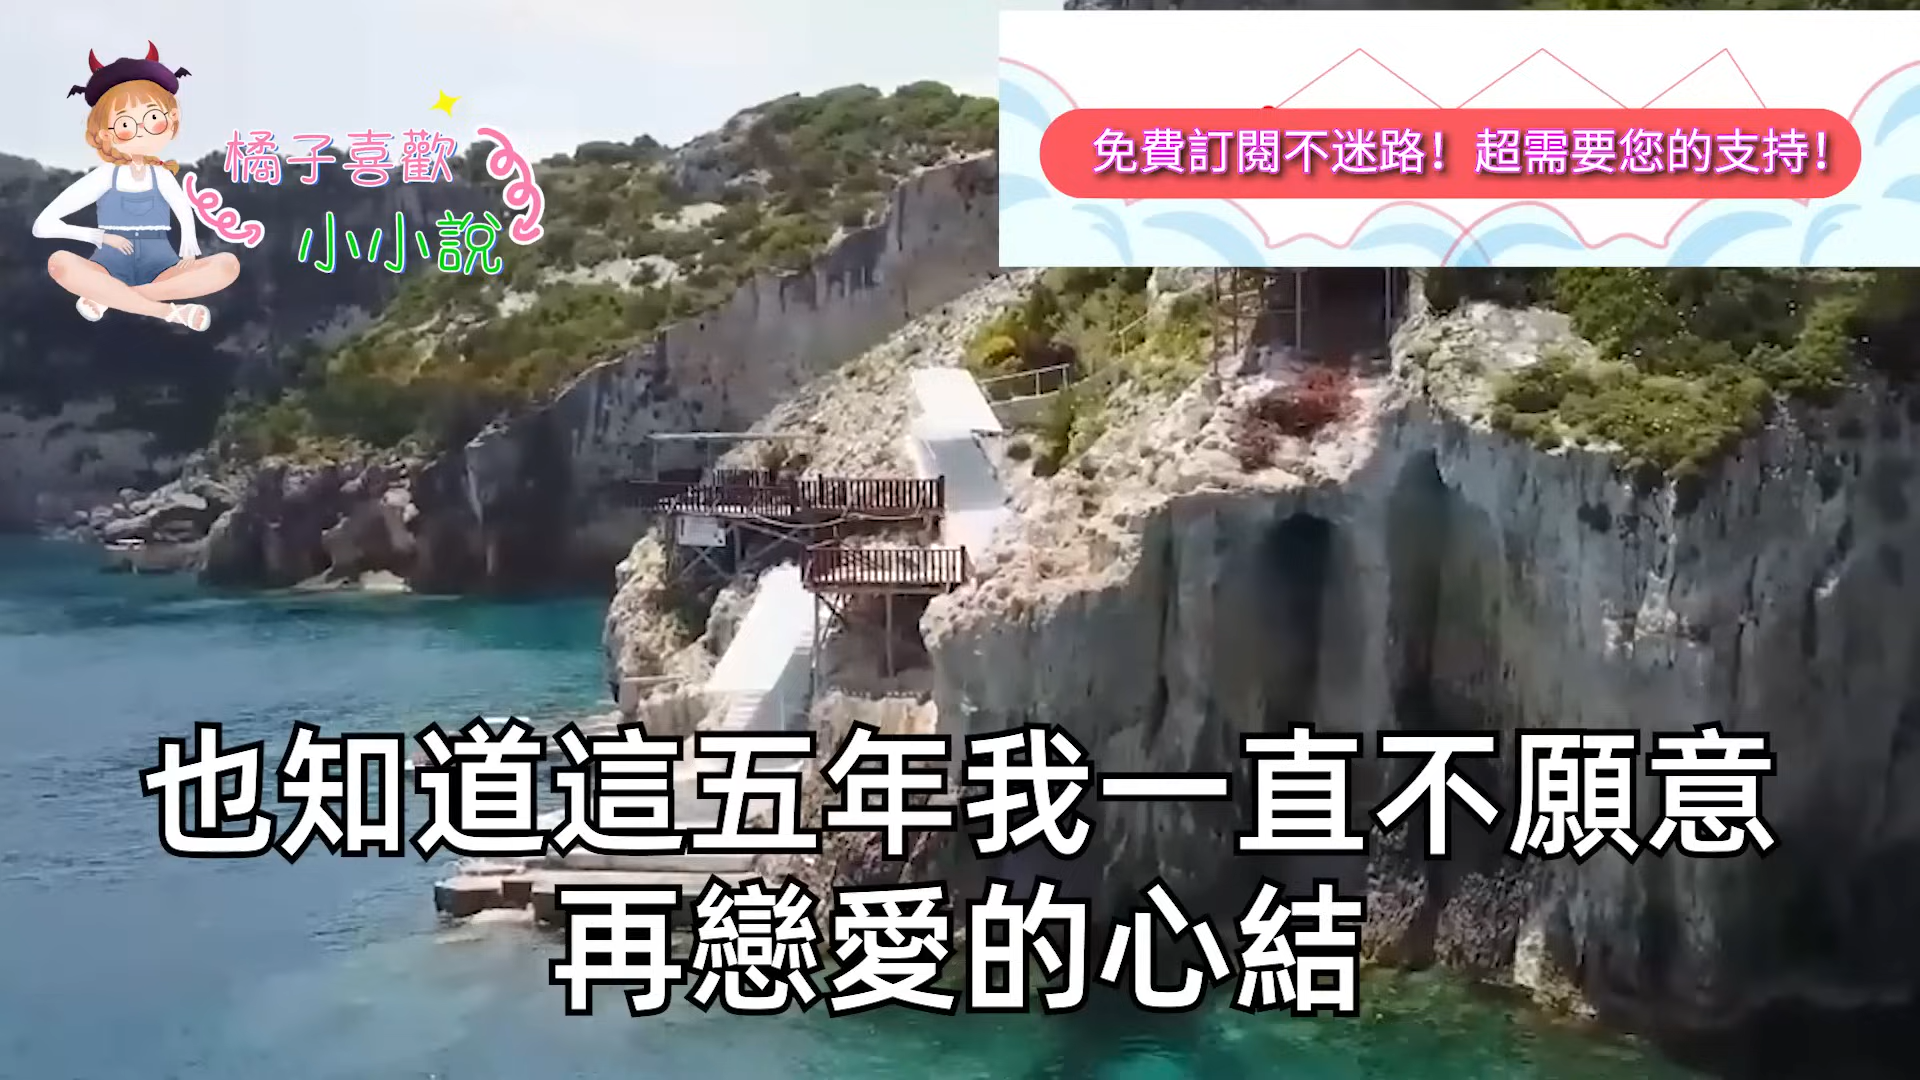 橘子喜歡
小小說
免費訂閱不迷路！超需要您的支持！
也知道這五年我一直不願意
再戀愛的心結